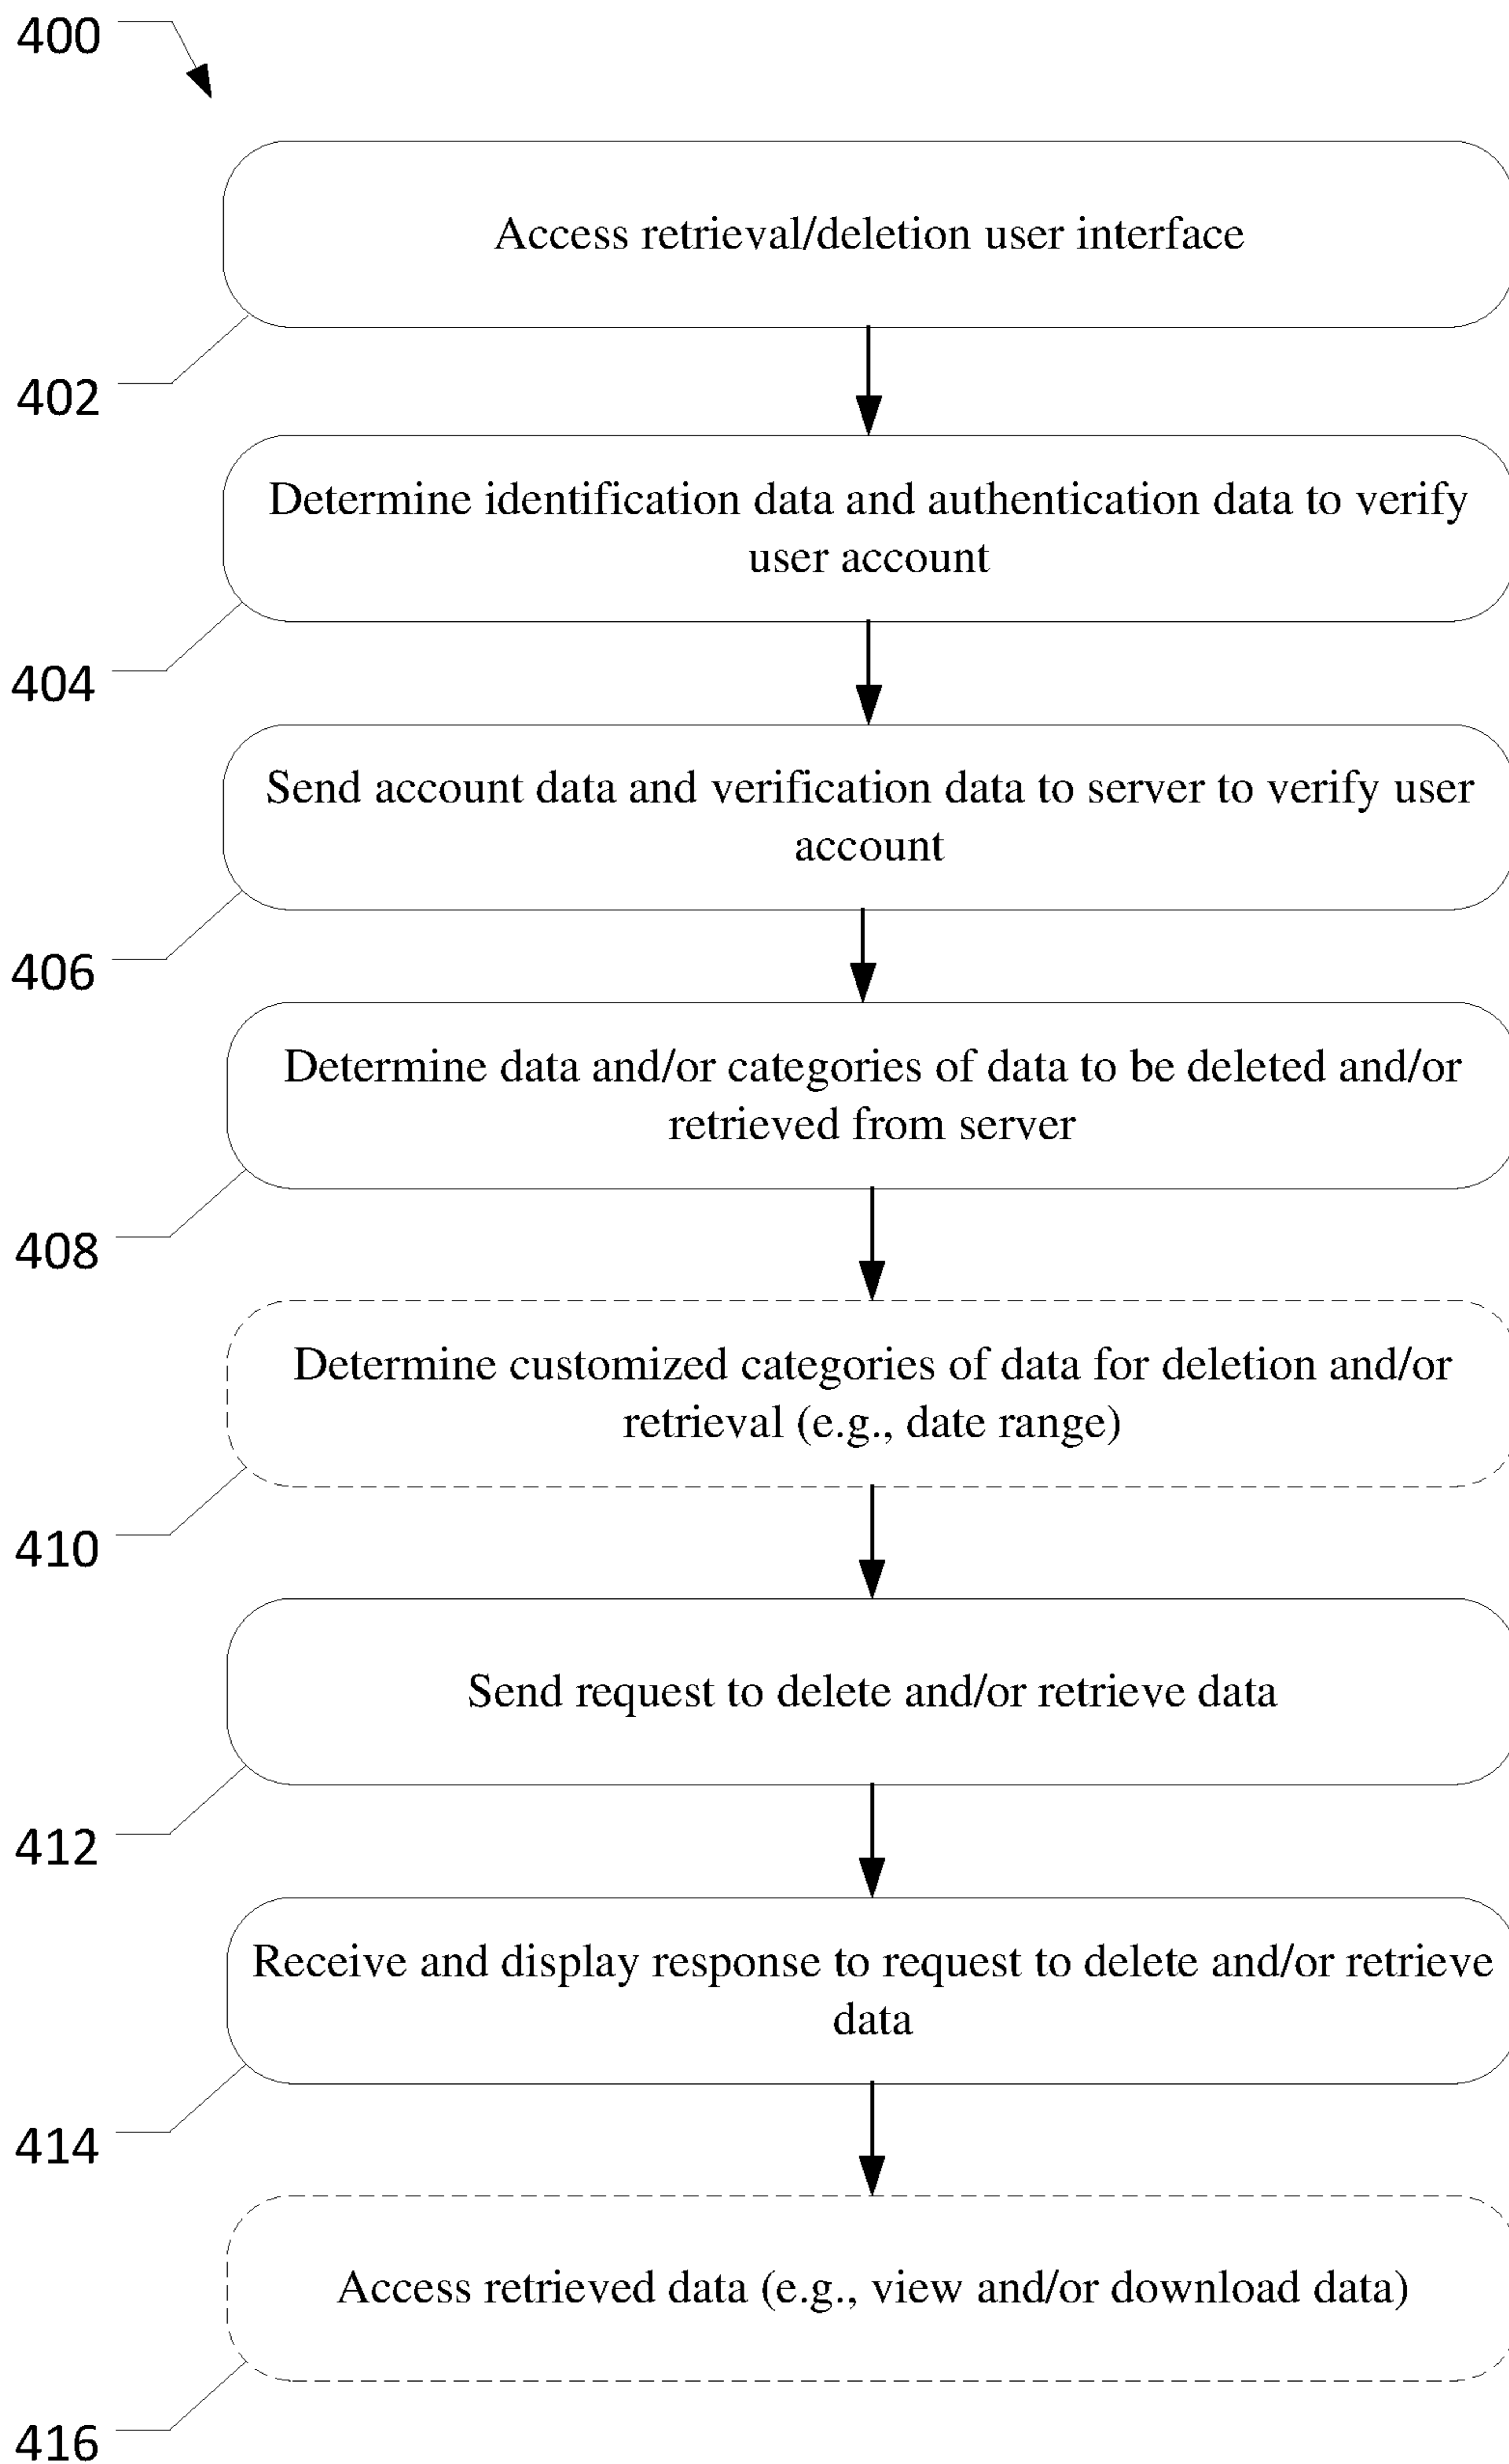 400
Access retrieval/deletion user interface
402
Determine identification data and authentication data to verify
user account
404
Send account data and verification data to server to verify user
account
406
Determine data and/or categories of data to be deleted and/or
retrieved from server
408
Determine customized categories of data for deletion and/or
retrieval (e.g., date range)
410
Send request to delete and/or retrieve data
412
Receive and display response to request to delete and/or retrieve
data
414
Access retrieved data (e.g., view and/or download data)
416